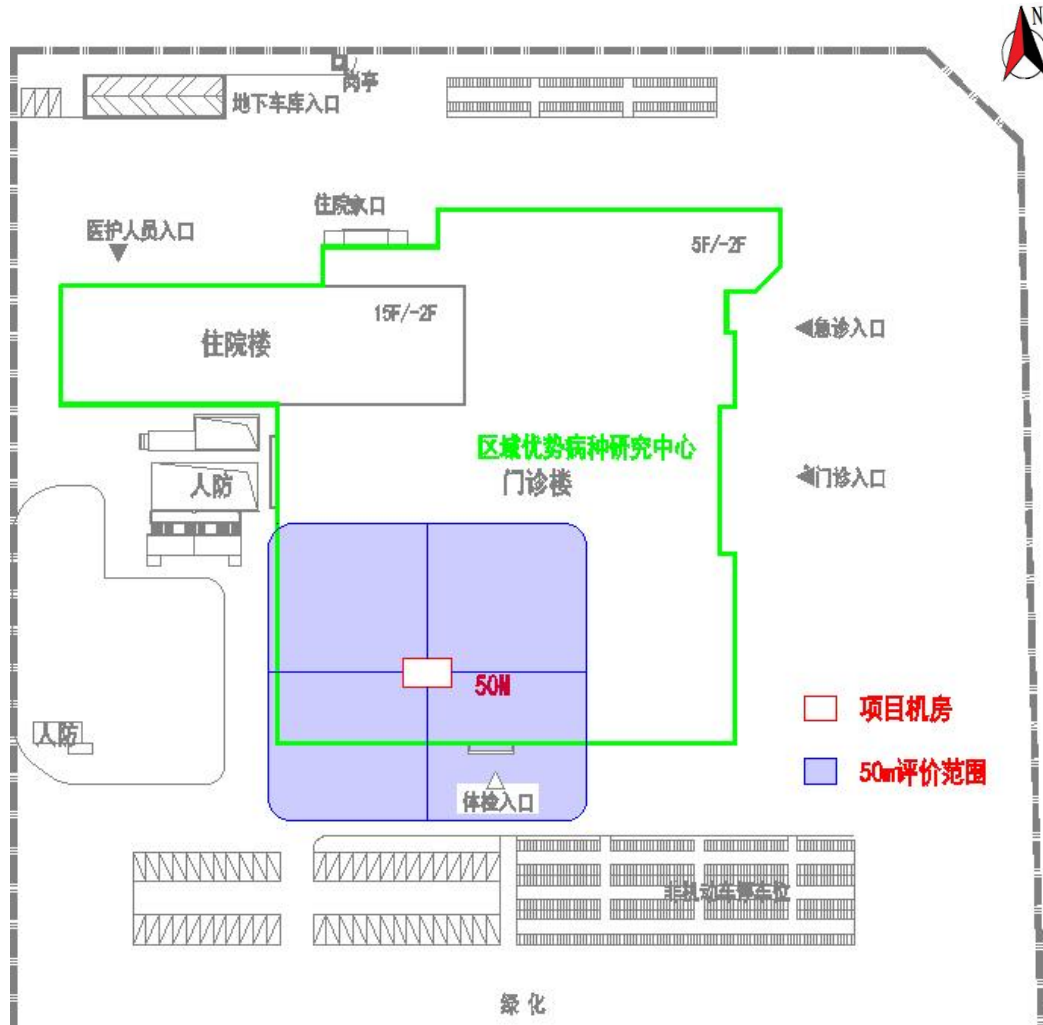 N
岗亭
地下车库入口
住院入口
医护人员入口
5F/-2F
15F/-2F
急诊入口
住院楼
区域优势病种研究中心
门诊楼
门诊入口
人防
50M
项目机房
人防
50m评价范围
体检入口
非机动车停车位
绿化